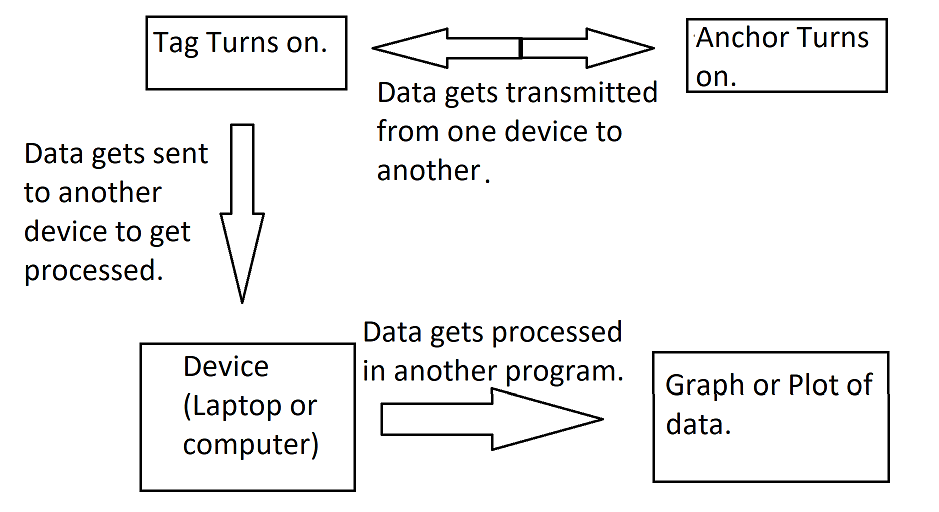 Tag Turns on.
Anchor Turns
on.
Data gets transmitted
from one device to
another.
Data gets sent
to another
device to get
processed.
Device
(Laptop or
computer)
Data gets processed
in another program.
Graph or Plot of
data.